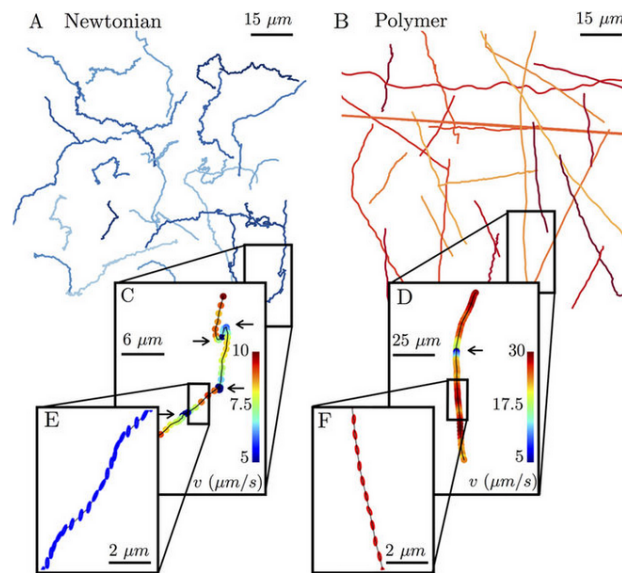 A Newtonian 15 μm
B Polymer 15 μm
C
6 μm
10
7.5
5
v (μm/s)
D
25 μm
30
17.5
5
v (μm/s)
E
2 μm
F
2 μm